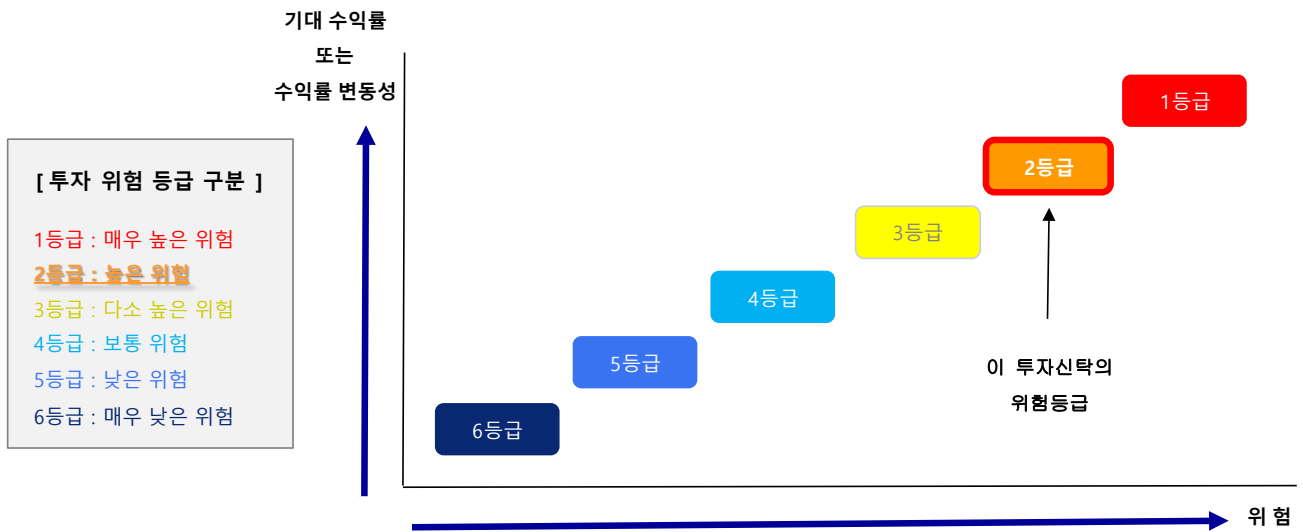 기대 수익률
또는
수익률 변동성
[ 투자 위험 등급 구분 ]
1등급 : 매우 높은 위험
2등급 : 높은 위험
3등급 : 다소 높은 위험
4등급 : 보통 위험
5등급 : 낮은 위험
6등급 : 매우 낮은 위험
1등급
2등급
3등급
4등급
5등급
6등급
이 투자신탁의
위험등급
위 험